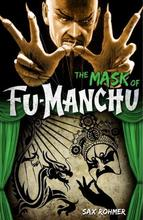 THE MASK OF
FU-MANCHU
SAX ROHMER